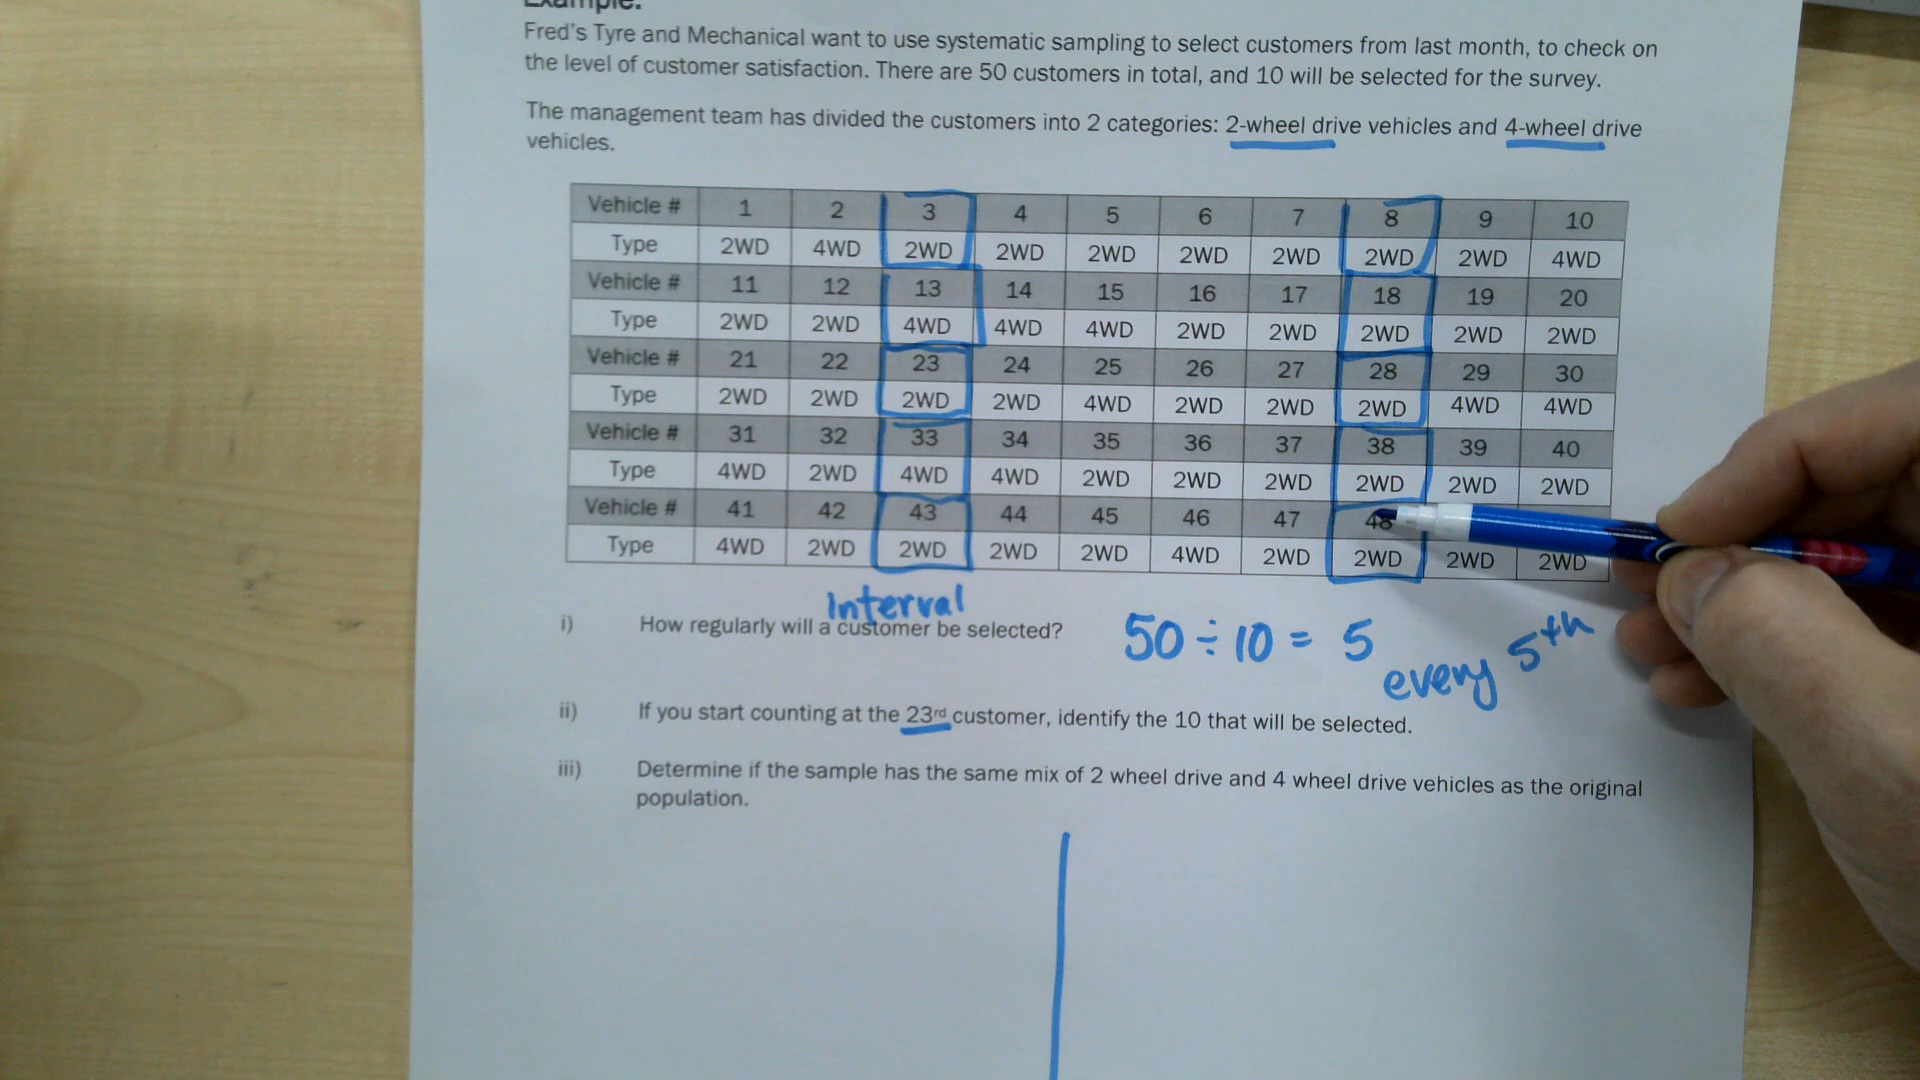 Example:
Fred's Tyre and Mechanical want to use systematic sampling to select customers from last month, to check on
the level of customer satisfaction. There are 50 customers in total, and 10 will be selected for the survey.
The management team has divided the customers into 2 categories: 2-wheel drive vehicles and 4-wheel drive
vehicles.
Vehicle # 1 2 3 4 5 6 7 8 9 10
Type 2WD 4WD 2WD 2WD 2WD 2WD 2WD 2WD 2WD 4WD
Vehicle # 11 12 13 14 15 16 17 18 19 20
Type 2WD 2WD 4WD 4WD 4WD 2WD 2WD 2WD 2WD 2WD
Vehicle # 21 22 23 24 25 26 27 28 29 30
Type 2WD 2WD 2WD 2WD 4WD 2WD 2WD 2WD 4WD 4WD
Vehicle # 31 32 33 34 35 36 37 38 39 40
Type 4WD 2WD 4WD 4WD 2WD 2WD 2WD 2WD 2WD 2WD
Vehicle # 41 42 43 44 45 46 47 48
Type 4WD 2WD 2WD 2WD 2WD 4WD 2WD 2WD 2WD 2WD
Interval
i) How regularly will a customer be selected? 50 ÷ 10 = 5
every 5th
ii) If you start counting at the 23rd customer, identify the 10 that will be selected.
iii) Determine if the sample has the same mix of 2 wheel drive and 4 wheel drive vehicles as the original
population.